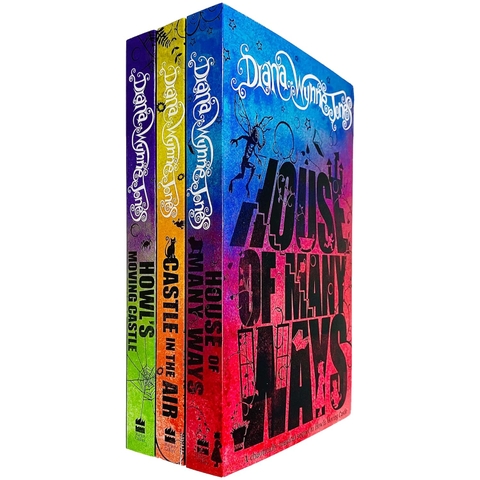 Diana Wynne Jones
HOWL'S
MOVING CASTLE
Diana Wynne Jones
CASTLE IN THE AIR
Diana Wynne Jones
HOUSE OF
MANY WAYS
Diana Wynne Jones
HOUSE
OF MANY
WAYS